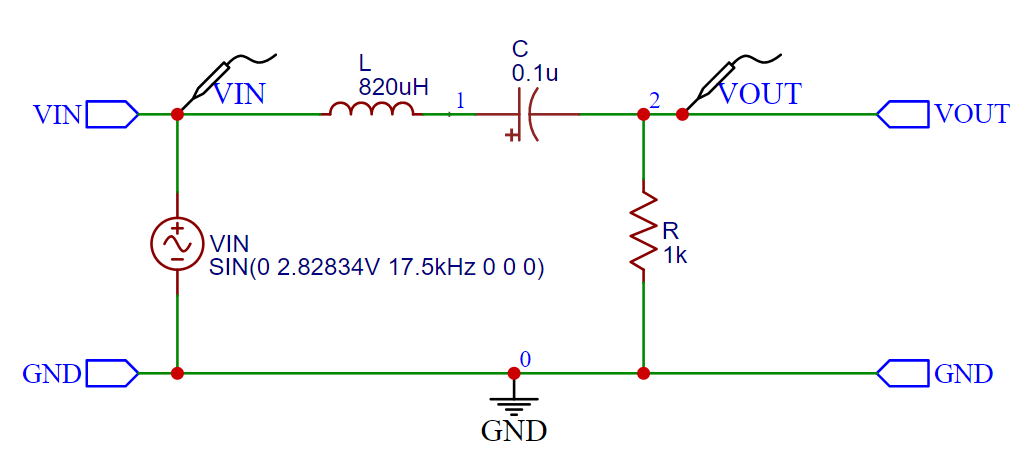 C
0.1u
L
820uH
VIN
VOUT
VIN
1
2
VOUT
+
R
1k
VIN
SIN(0 2.82834V 17.5kHz 0 0 0)
0
GND
GND
GND